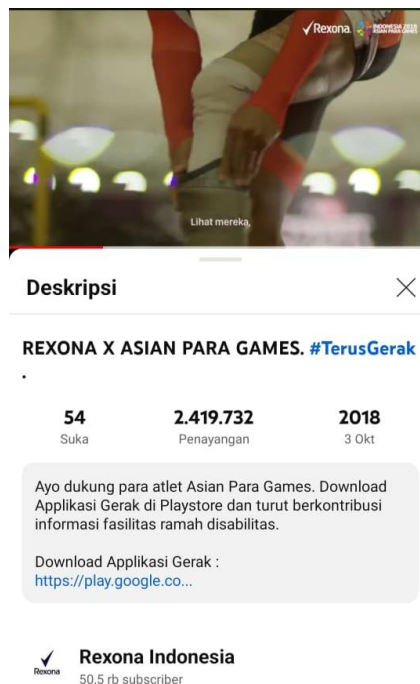 Rexona. INDONESIA 2018
ASIAN PARA GAMES
Lihat mereka,
Deskripsi
REXONA X ASIAN PARA GAMES. #TerusGerak
.
54 2.419.732 2018
Suka Penayangan 3 Okt
Ayo dukung para atlet Asian Para Games. Download
Applikasi Gerak di Playstore dan turut berkontribusi
informasi fasilitas ramah disabilitas.
Download Applikasi Gerak :
https://play.google.co...
Rexona
Rexona Indonesia
50.5 rb subscriber